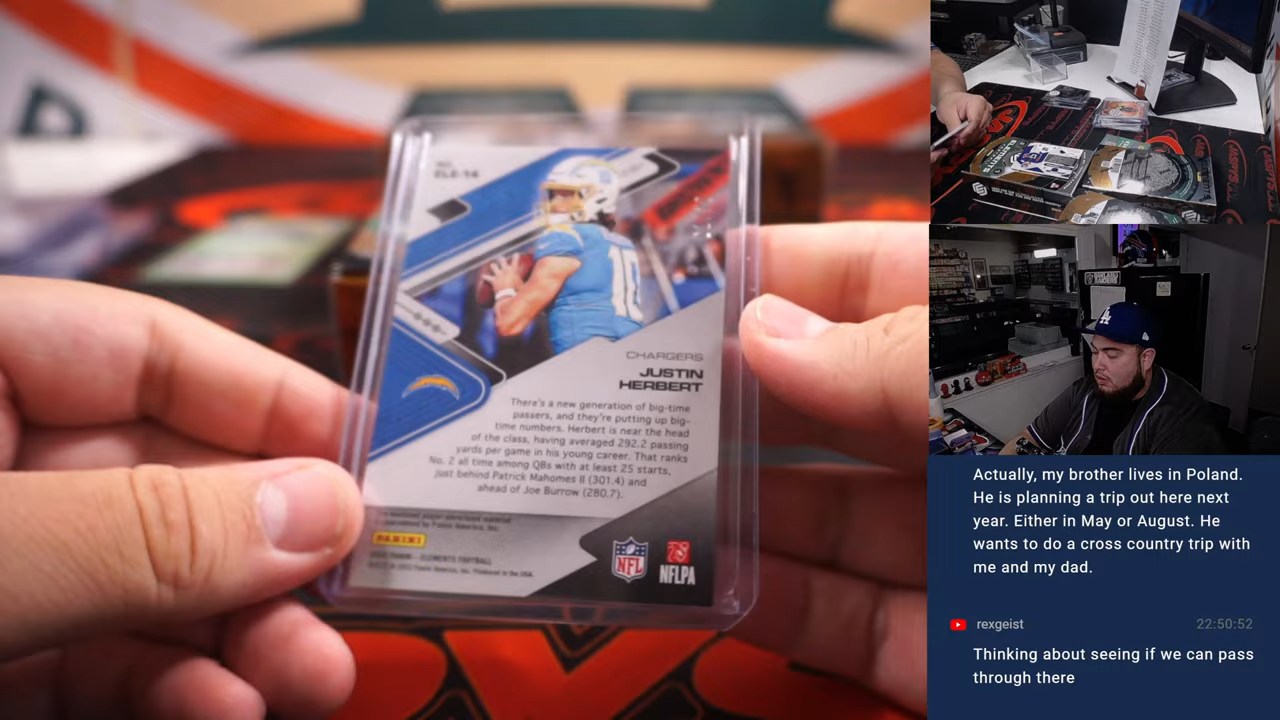 NO.
ELE-14
10
CHARGERS
JUSTIN
HERBERT
There's a new generation of big-time
passers, and they're putting up big-
time numbers. Herbert is near the head
of the class, having averaged 292.2 passing
yards per game in his young career. That ranks
No. 2 all time among QBs with at least 25 starts,
just behind Patrick Mahomes II (301.4) and
ahead of Joe Burrow (280.7).
PANINI
NFL
NFLPA
LA
Actually, my brother lives in Poland.
He is planning a trip out here next
year. Either in May or August. He
wants to do a cross country trip with
me and my dad.
rexgeist 22:50:52
Thinking about seeing if we can pass
through there